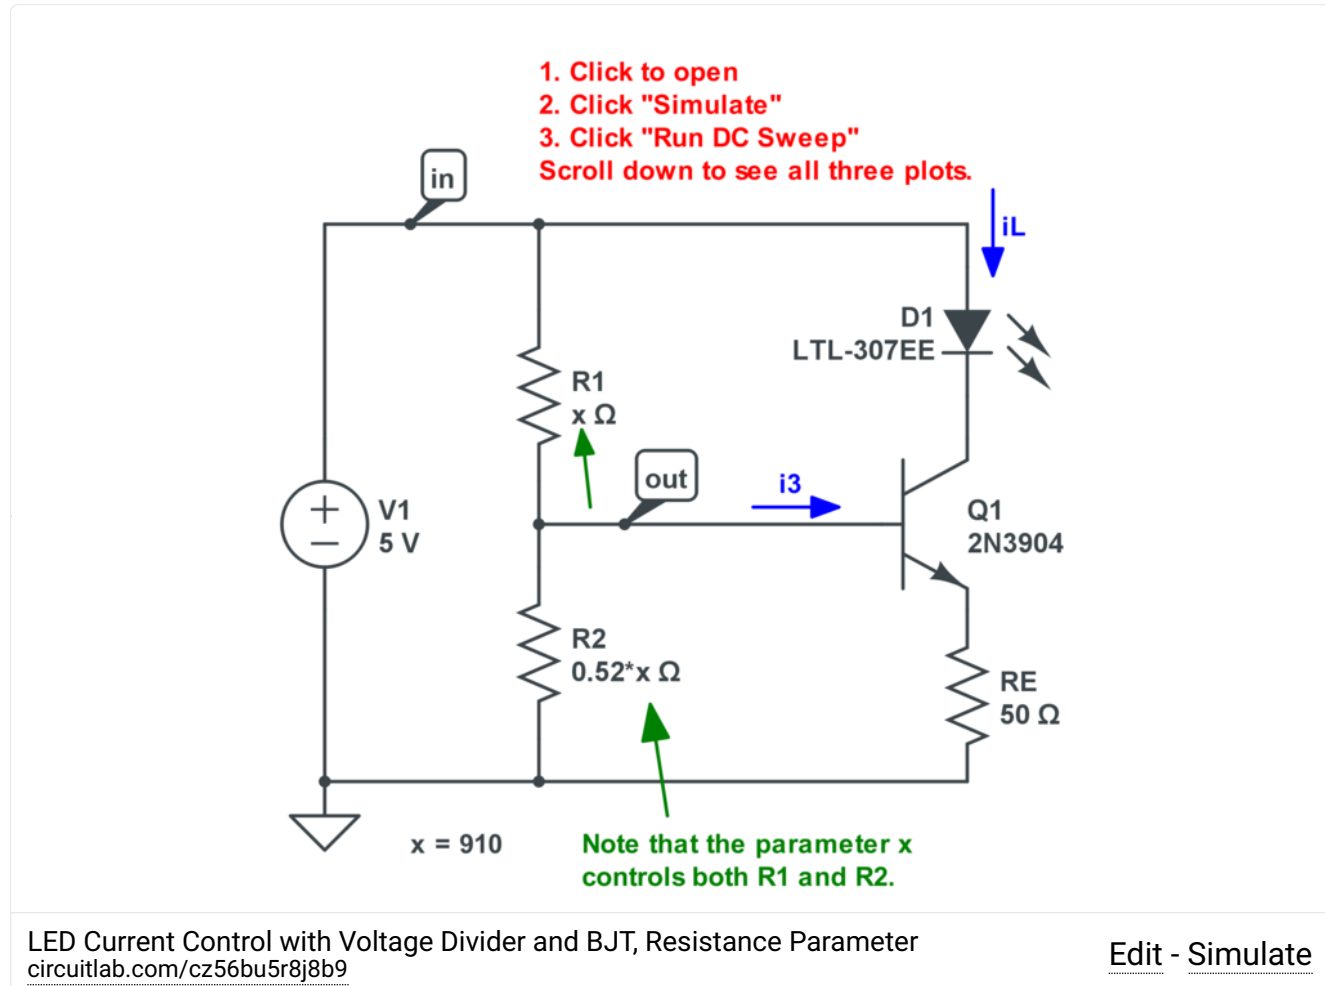 1. Click to open
2. Click "Simulate"
3. Click "Run DC Sweep"
Scroll down to see all three plots.
in
iL
D1
LTL-307EE
R1
x Ω
out
i3
V1
5 V
Q1
2N3904
R2
0.52*x Ω
RE
50 Ω
x = 910
Note that the parameter x
controls both R1 and R2.
LED Current Control with Voltage Divider and BJT, Resistance Parameter
circuitlab.com/cz56bu5r8j8b9
Edit - Simulate